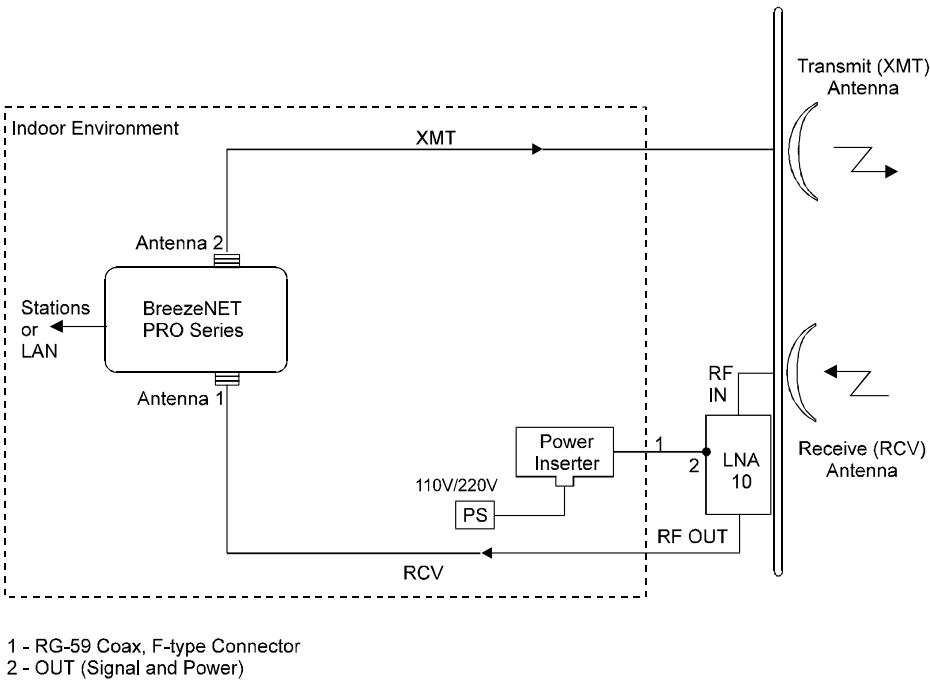 Transmit (XMT)
Antenna
Indoor Environment
XMT
Antenna 2
Stations
or
LAN
BreezeNET
PRO Series
Antenna 1
RF
IN
Power
Inserter
1
2
LNA
10
Receive (RCV)
Antenna
110V/220V
PS
RF OUT
RCV
1 - RG-59 Coax, F-type Connector
2 - OUT (Signal and Power)